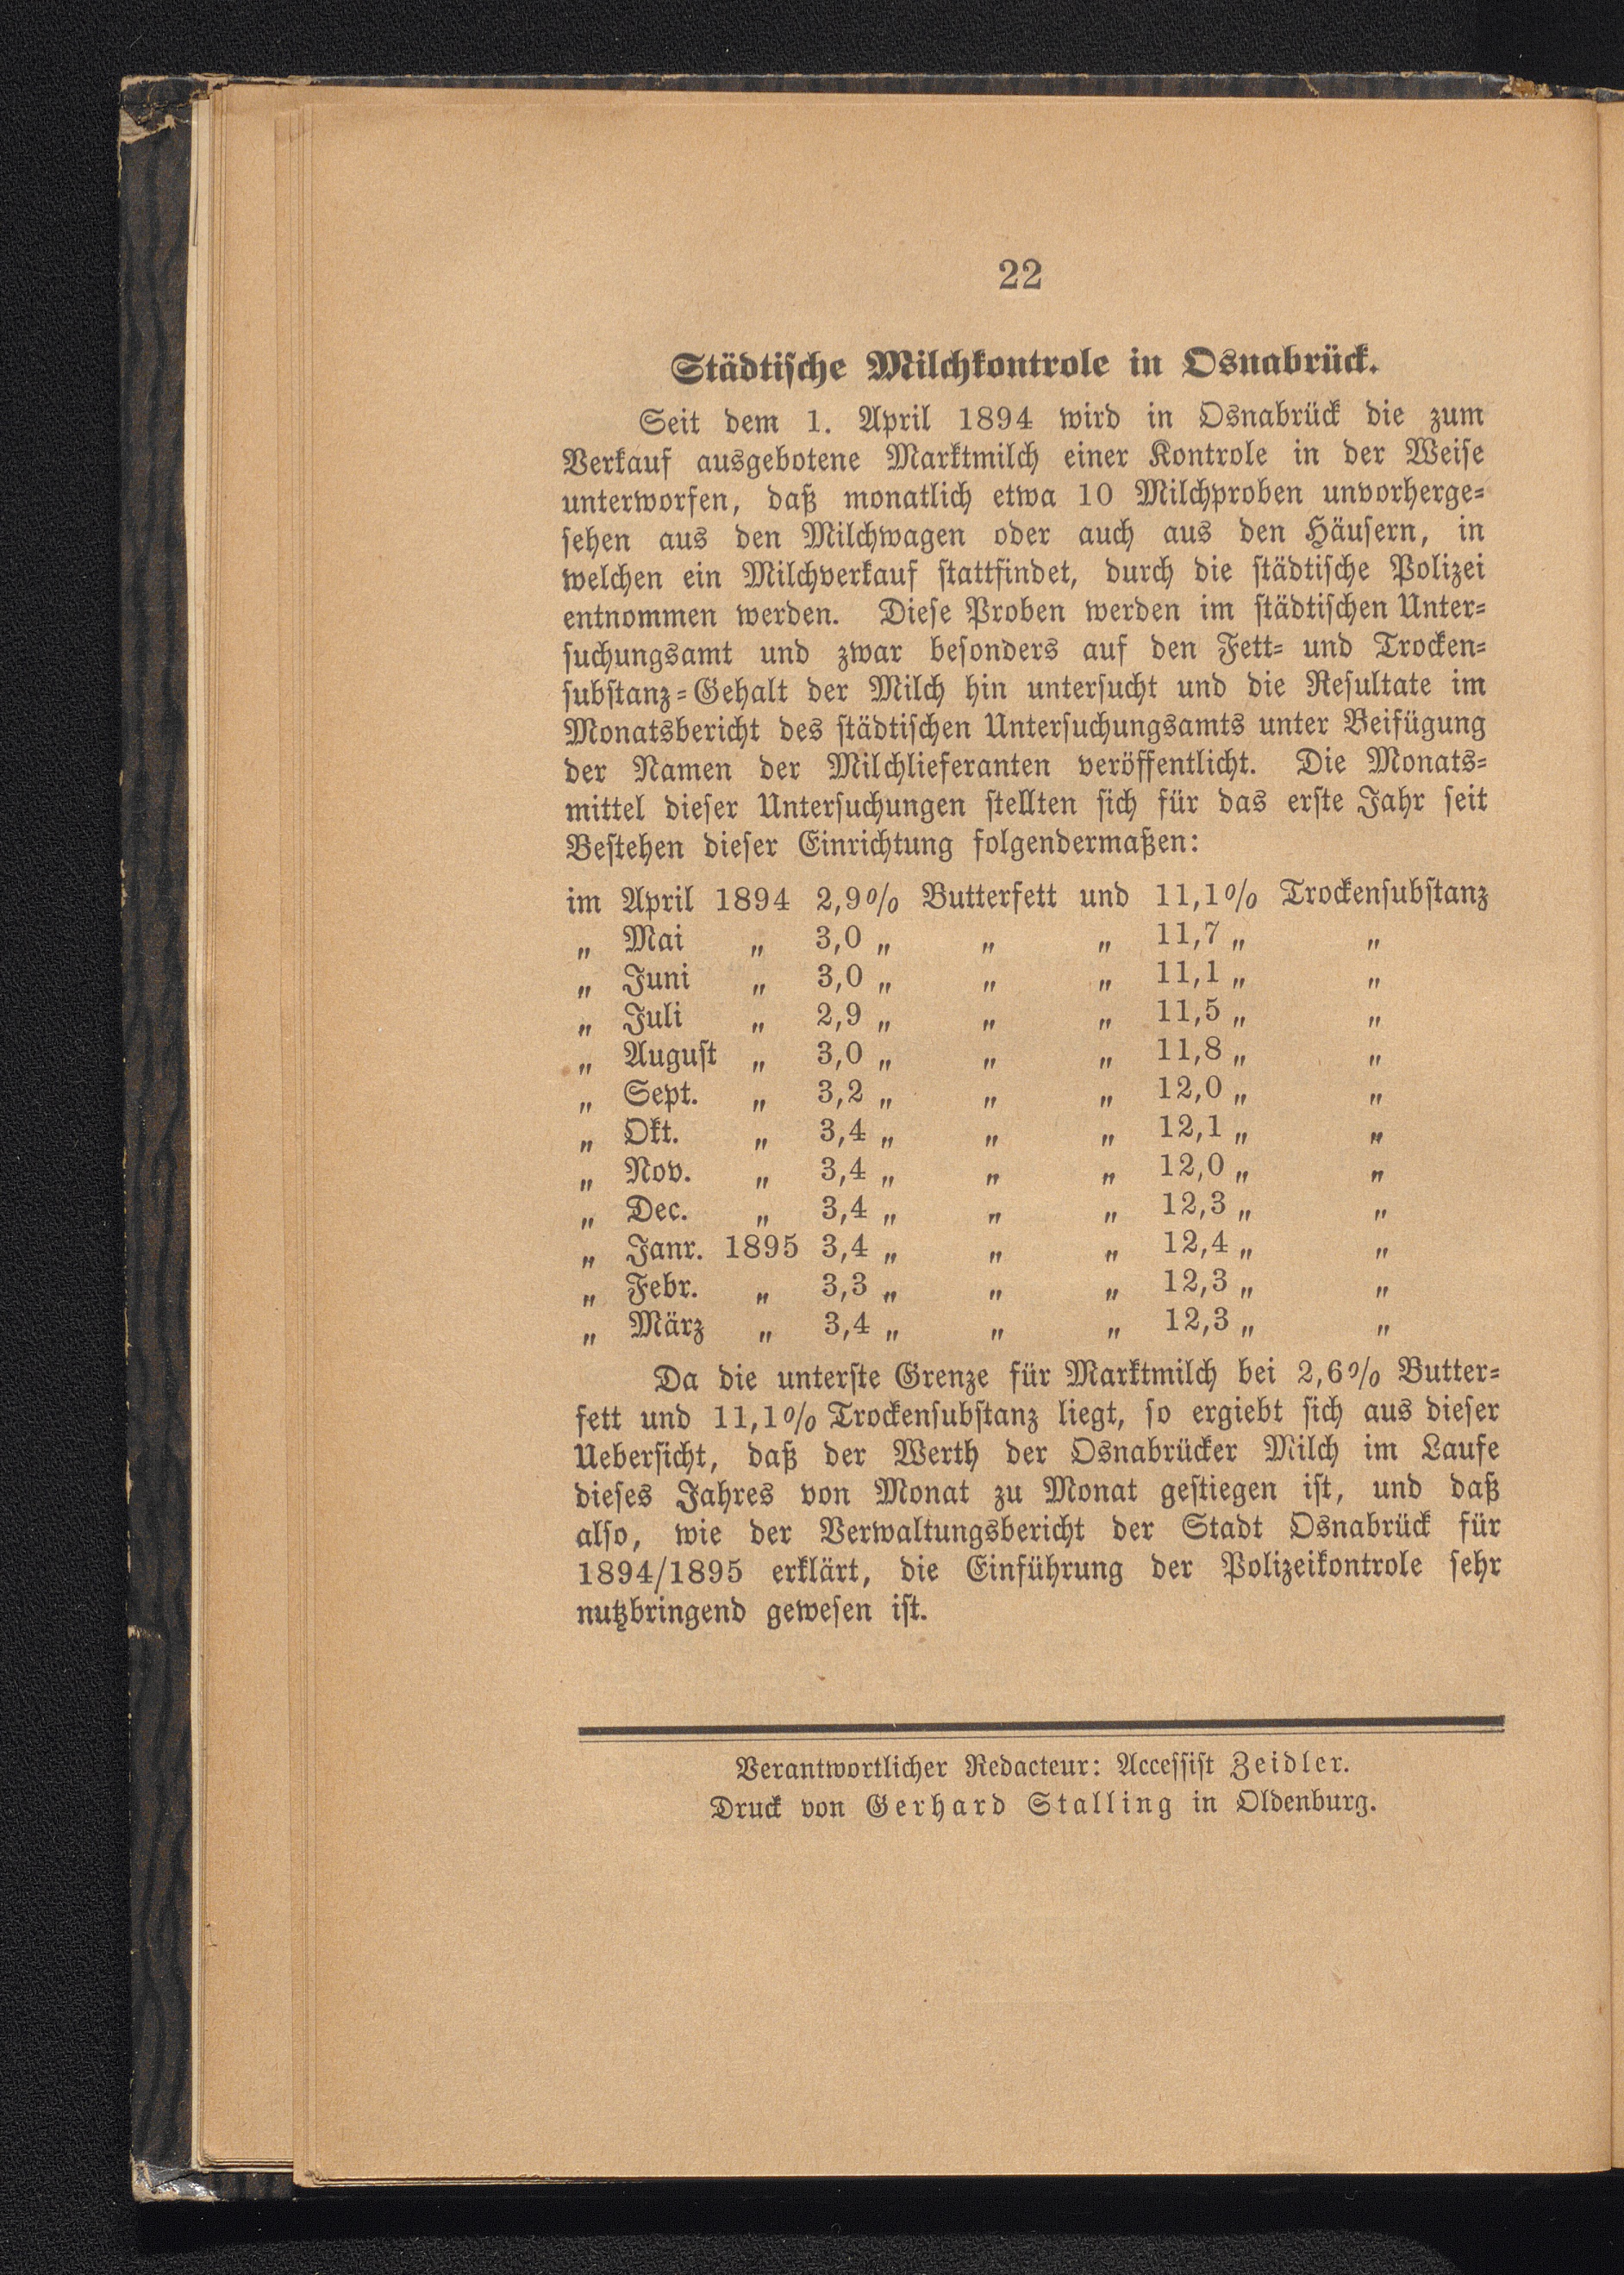 22
Städtische Milchkontrole in Osnabrück.
Seit dem 1. April 1894 wird in Osnabrück die zum
Verkauf ausgebotene Marktmilch einer Kontrole in der Weise
unterworfen, daß monatlich etwa 10 Milchproben unvorherge-
sehen aus den Milchwagen oder auch aus den Häusern, in
welchen ein Milchverkauf stattfindet, durch die städtische Polizei
entnommen werden. Diese Proben werden im städtischen Unter-
suchungsamt und zwar besonders auf den Fett- und Trocken-
substanz-Gehalt der Milch hin untersucht und die Resultate im
Monatsbericht des städtischen Untersuchungsamts unter Beifügung
der Namen der Milchlieferanten veröffentlicht. Die Monats-
mittel dieser Untersuchungen stellten sich für das erste Jahr seit
Bestehen dieser Einrichtung folgendermaßen:
im April 1894 2,9% Butterfett und 11,1% Trockensubstanz
„ Mai „ 3,0 „ „ „ 11,7 „ „
„ Juni „ 3,0 „ „ „ 11,1 „ „
„ Juli „ 2,9 „ „ „ 11,5 „ „
„ August „ 3,0 „ „ „ 11,8 „ „
„ Sept. „ 3,2 „ „ „ 12,0 „ „
„ Okt. „ 3,4 „ „ „ 12,1 „ „
„ Nov. „ 3,4 „ „ „ 12,0 „ „
„ Dec. „ 3,4 „ „ „ 12,3 „ „
„ Janr. 1895 3,4 „ „ „ 12,4 „ „
„ Febr. „ 3,3 „ „ „ 12,3 „ „
„ März „ 3,4 „ „ „ 12,3 „ „
Da die unterste Grenze für Marktmilch bei 2,6% Butter-
fett und 11,1% Trockensubstanz liegt, so ergiebt sich aus dieser
Uebersicht, daß der Werth der Osnabrücker Milch im Laufe
dieses Jahres von Monat zu Monat gestiegen ist, und daß
also, wie der Verwaltungsbericht der Stadt Osnabrück für
1894/1895 erklärt, die Einführung der Polizeikontrole sehr
nutzbringend gewesen ist.
Verantwortlicher Redacteur: Accessist Zeidler.
Druck von Gerhard Stalling in Oldenburg.